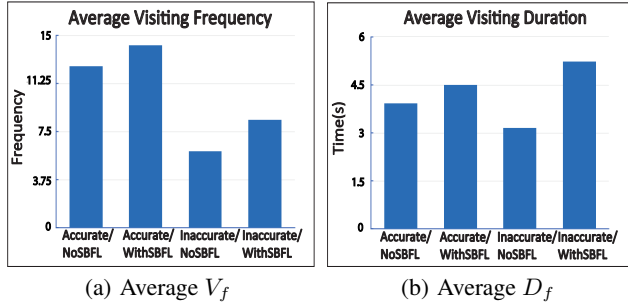 Average Visiting Frequency
15
11.25
7.5
3.75
0
Frequency
Accurate/ Accurate/ Inaccurate/ Inaccurate/
NoSBFL WithSBFL NoSBFL WithSBFL
(a) Average V_f
Average Visiting Duration
6
4.5
3
1.5
0
Time(s)
Accurate/ Accurate/ Inaccurate/ Inaccurate/
NoSBFL WithSBFL NoSBFL WithSBFL
(b) Average D_f